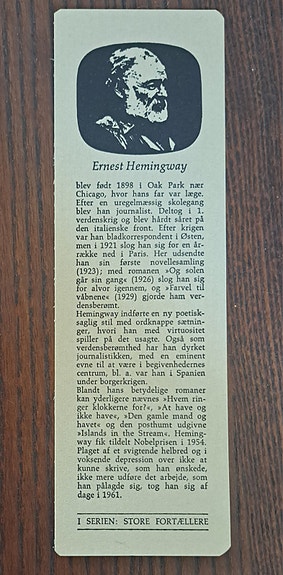 Ernest Hemingway
blev født 1898 i Oak Park nær
Chicago, hvor hans far var læge.
Efter en uregelmæssig skolegang
blev han journalist. Deltog i 1.
verdenskrig og blev hårdt såret på
den italienske front. Efter krigen
var han bladkorrespondent i Østen,
men i 1921 slog han sig for en år-
række ned i Paris. Her udsendte
han sin første novellesamling
(1923); med romanen »Og solen
går sin gang« (1926) slog han sig
for alvor igennem, og »Farvel til
våbnene« (1929) gjorde ham ver-
densberømt.
Hemingway indførte en ny poetisk-
saglig stil med ordknappe sætnin-
ger, hvori han med virtuositet
spiller på det usagte. Også som
verdensberømthed har han dyrket
journalistikken, med en eminent
evne til at være i begivenhedernes
centrum, bl. a. var han i Spanien
under borgerkrigen.
Blandt hans betydelige romaner
kan yderligere nævnes »Hvem rin-
ger klokkerne for?«, »At have og
ikke have«, »Den gamle mand og
havet« og den posthumt udgivne
»Islands in the Stream«. Heming-
way fik tildelt Nobelprisen i 1954.
Plaget af et svigtende helbred og i
voksende depression over ikke at
kunne skrive, som han ønskede,
ikke mere udføre det arbejde, som
han pålagde sig, tog han sig af
dage i 1961.
I SERIEN: STORE FORTÆLLERE